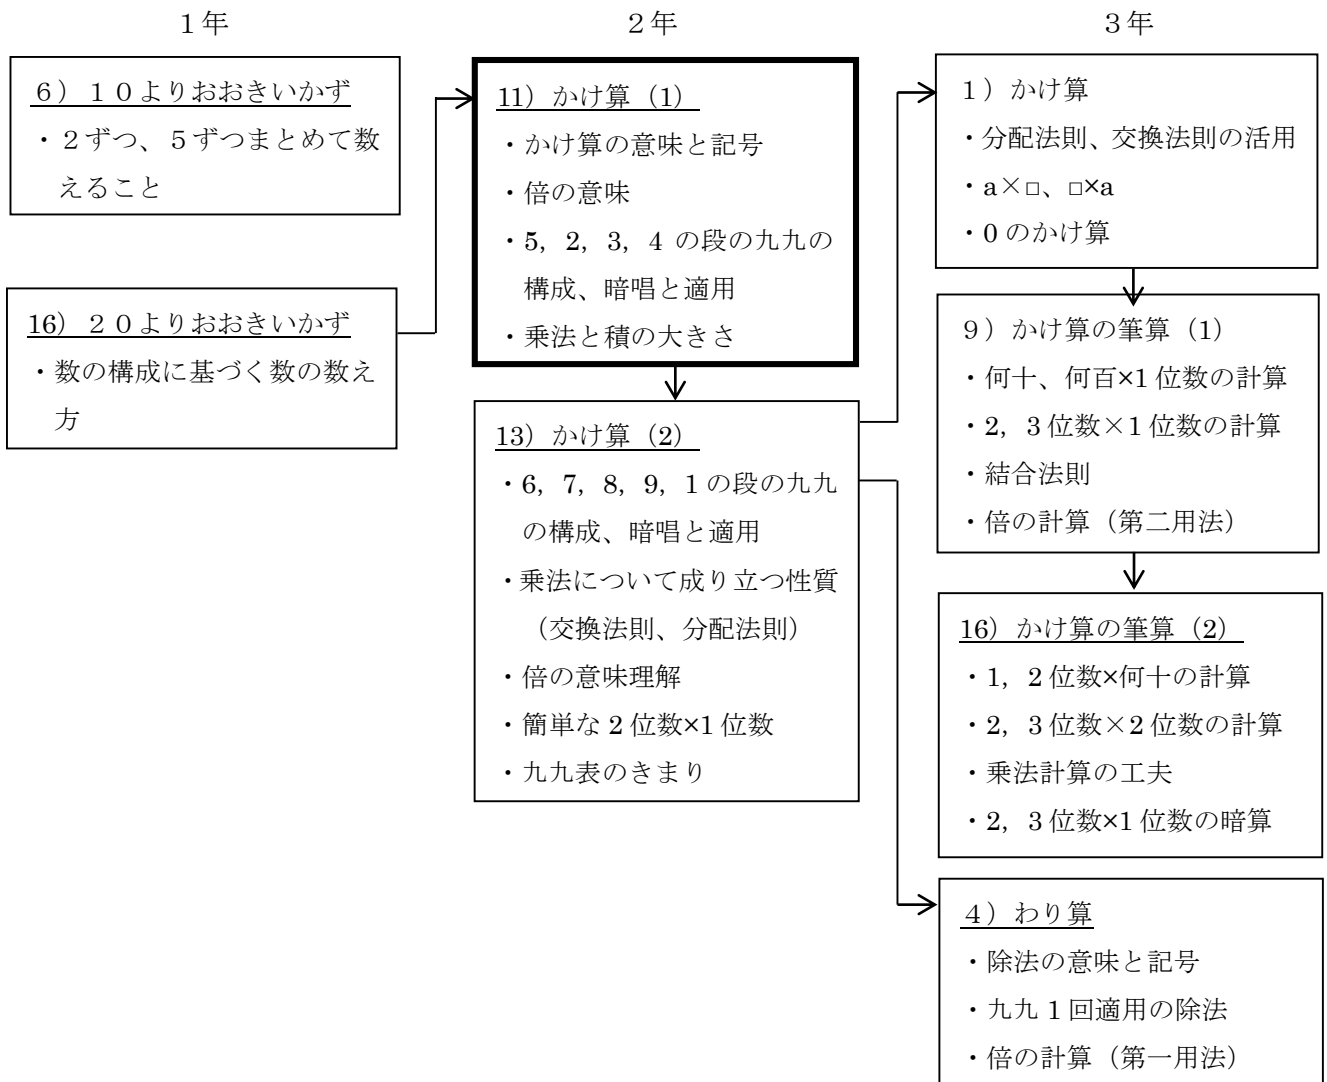 １年
２年
３年
６）１０よりおおきいかず
・２ずつ、５ずつまとめて数
えること
16）２０よりおおきいかず
・数の構成に基づく数の数え
方
11）かけ算（1）
・かけ算の意味と記号
・倍の意味
・5，2，3，4 の段の九九の
構成、暗唱と適用
・乗法と積の大きさ
13）かけ算（2）
・6，7，8，9，1 の段の九九
の構成、暗唱と適用
・乗法について成り立つ性質
（交換法則、分配法則）
・倍の意味理解
・簡単な 2 位数×1 位数
・九九表のきまり
１）かけ算
・分配法則、交換法則の活用
・a×□、□×a
・0 のかけ算
９）かけ算の筆算（1）
・何十、何百×1 位数の計算
・2，3 位数×1 位数の計算
・結合法則
・倍の計算（第二用法）
16）かけ算の筆算（2）
・1，2 位数×何十の計算
・2，3 位数×2 位数の計算
・乗法計算の工夫
・2，3 位数×1 位数の暗算
４）わり算
・除法の意味と記号
・九九 1 回適用の除法
・倍の計算（第一用法）